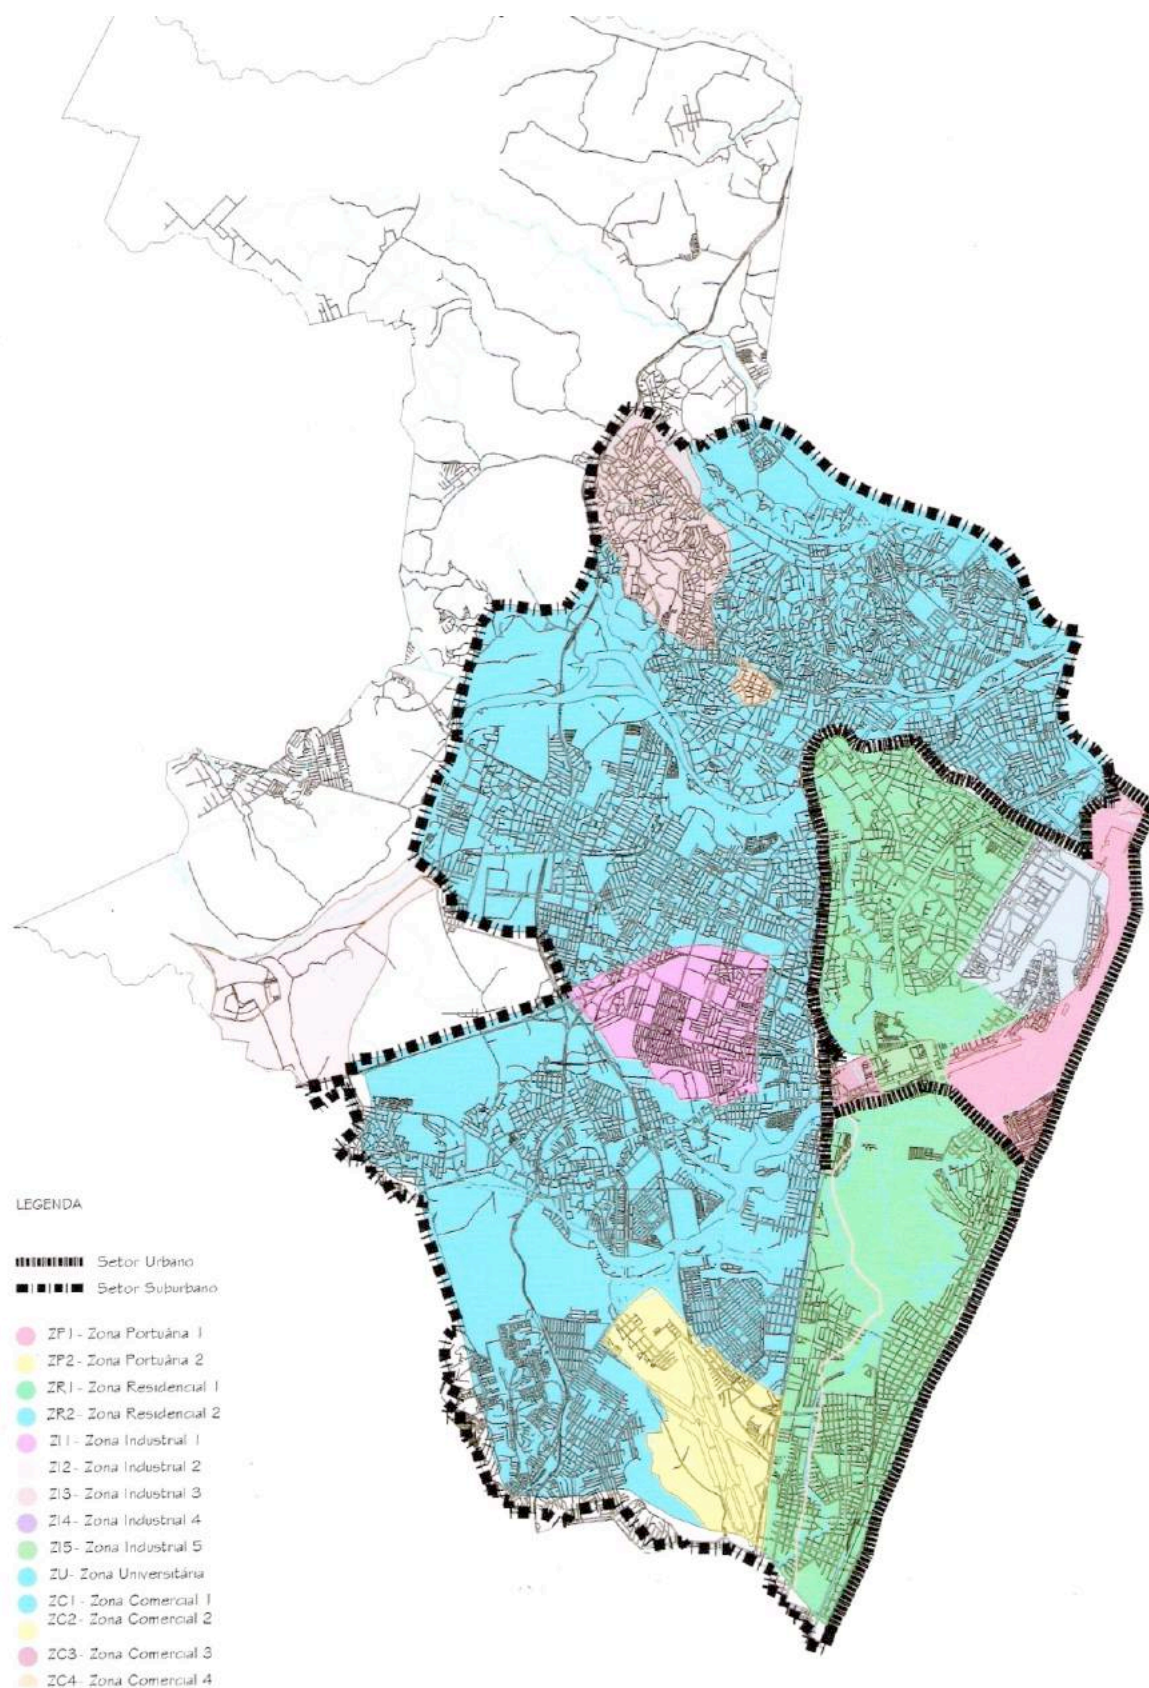 LEGENDA
Setor Urbano
Setor Suburbano
ZP1 - Zona Portuária 1
ZP2 - Zona Portuária 2
ZR1 - Zona Residencial 1
ZR2 - Zona Residencial 2
ZI1 - Zona Industrial 1
ZI2 - Zona Industrial 2
ZI3 - Zona Industrial 3
ZI4 - Zona Industrial 4
ZI5 - Zona Industrial 5
ZU - Zona Universitária
ZC1 - Zona Comercial 1
ZC2 - Zona Comercial 2
ZC3 - Zona Comercial 3
ZC4 - Zona Comercial 4